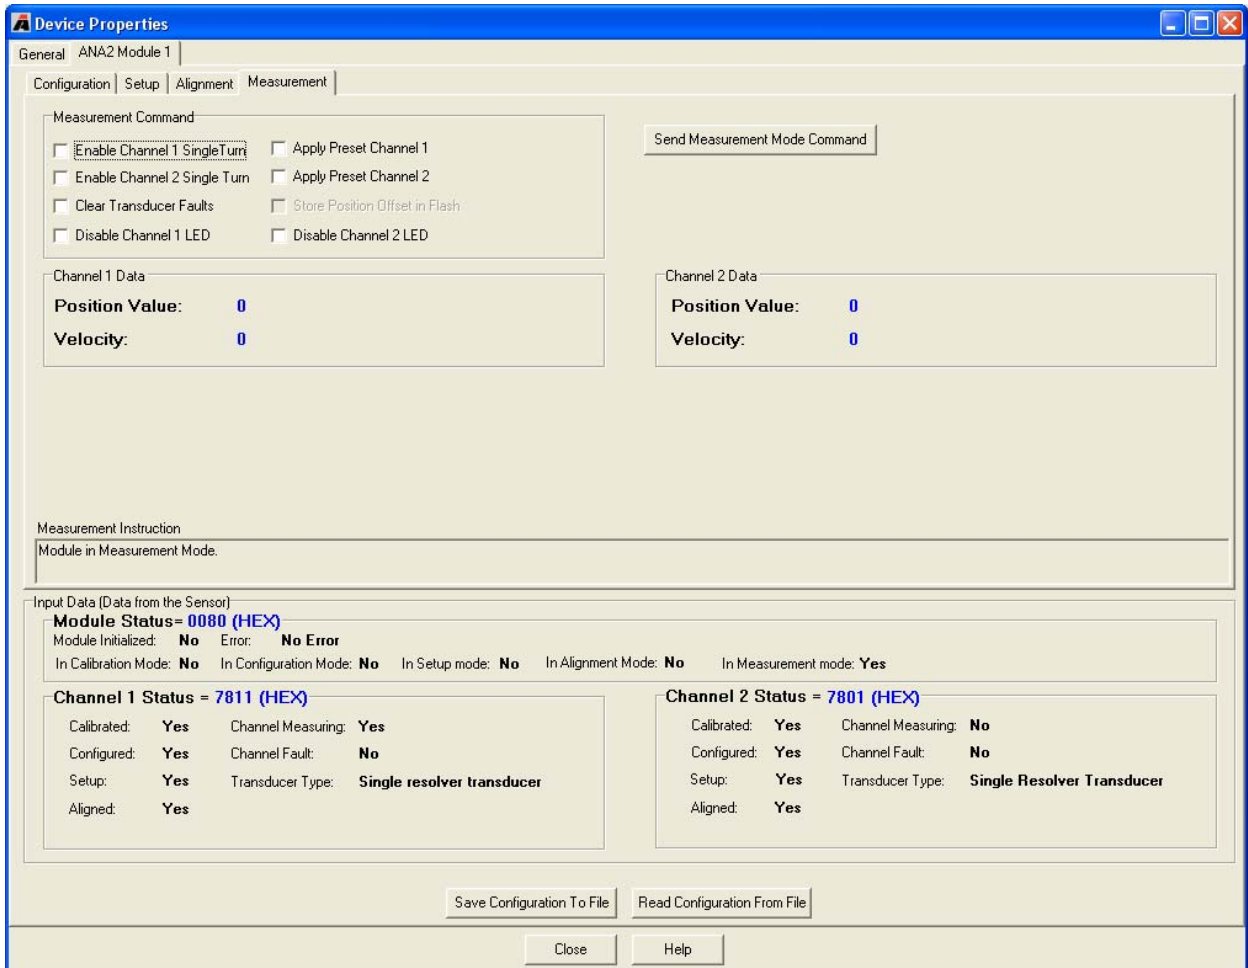 Device Properties
General ANA2 Module 1
Configuration Setup Alignment Measurement
Measurement Command
Enable Channel 1 SingleTurn Apply Preset Channel 1
Enable Channel 2 Single Turn Apply Preset Channel 2
Clear Transducer Faults Store Position Offset in Flash
Disable Channel 1 LED Disable Channel 2 LED
Send Measurement Mode Command
Channel 1 Data
Position Value: 0
Velocity: 0
Channel 2 Data
Position Value: 0
Velocity: 0
Measurement Instruction
Module in Measurement Mode.
Input Data (Data from the Sensor)
Module Status= 0080 (HEX)
Module Initialized: No Error: No Error
In Calibration Mode: No In Configuration Mode: No In Setup mode: No In Alignment Mode: No In Measurement mode: Yes
Channel 1 Status = 7811 (HEX)
Calibrated: Yes Channel Measuring: Yes
Configured: Yes Channel Fault: No
Setup: Yes Transducer Type: Single resolver transducer
Aligned: Yes
Channel 2 Status = 7801 (HEX)
Calibrated: Yes Channel Measuring: No
Configured: Yes Channel Fault: No
Setup: Yes Transducer Type: Single Resolver Transducer
Aligned: Yes
Save Configuration To File Read Configuration From File
Close Help